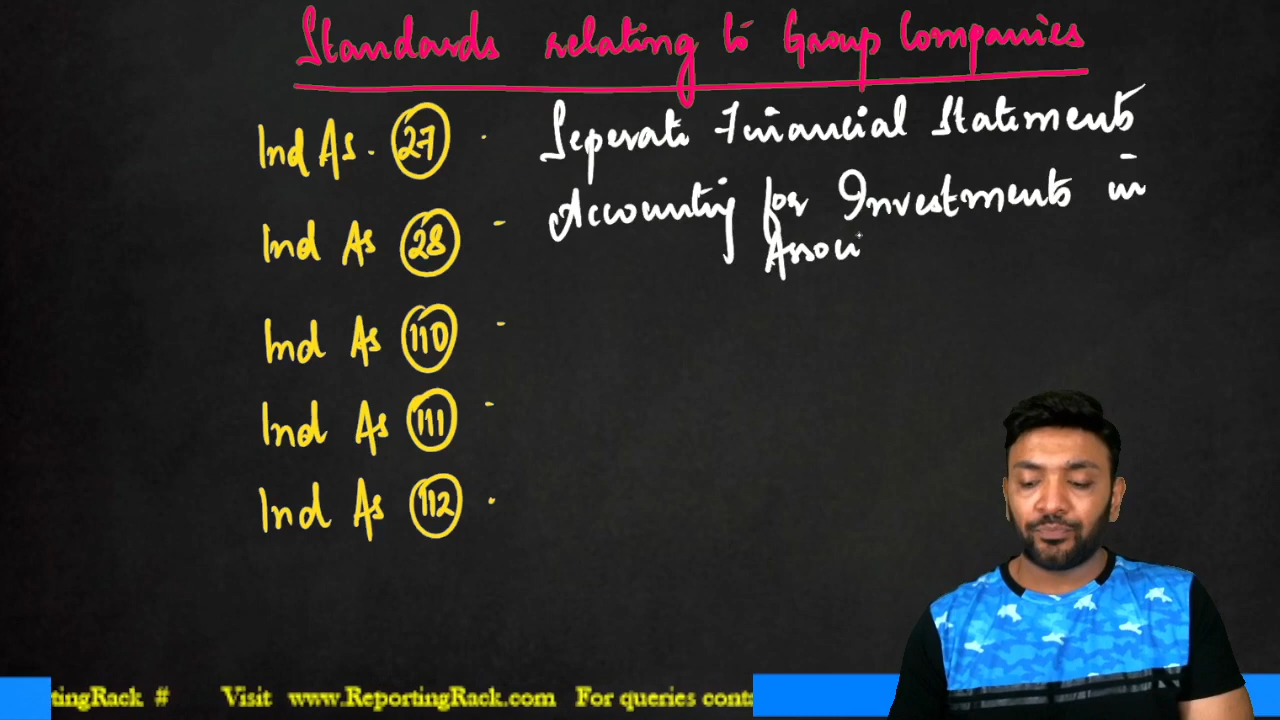 Standards relating to Group Companies
Ind As. 27 - Seperate Financial Statements
Ind As 28 - Accounting for Investments in
Associ
Ind As 110 -
Ind As 111 -
Ind As 112 -
tingRack # Visit www.ReportingRack.com For queries cont